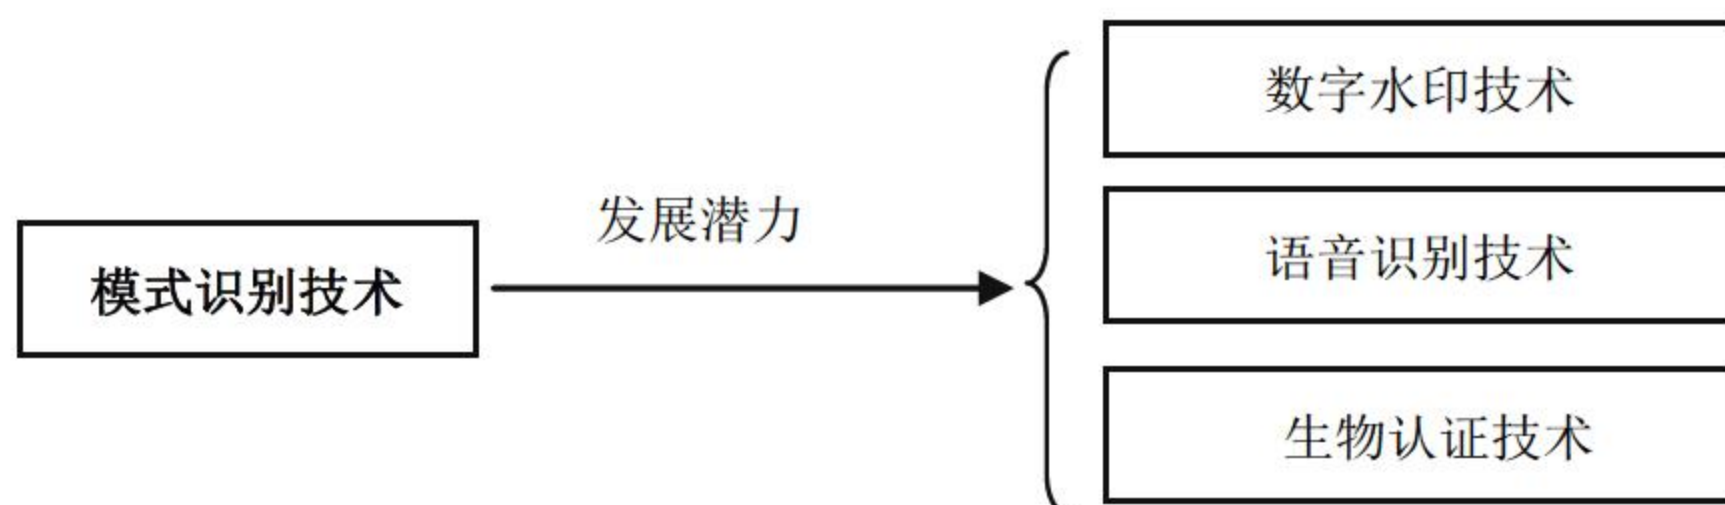 数字水印技术
发展潜力
语音识别技术
模式识别技术
生物认证技术